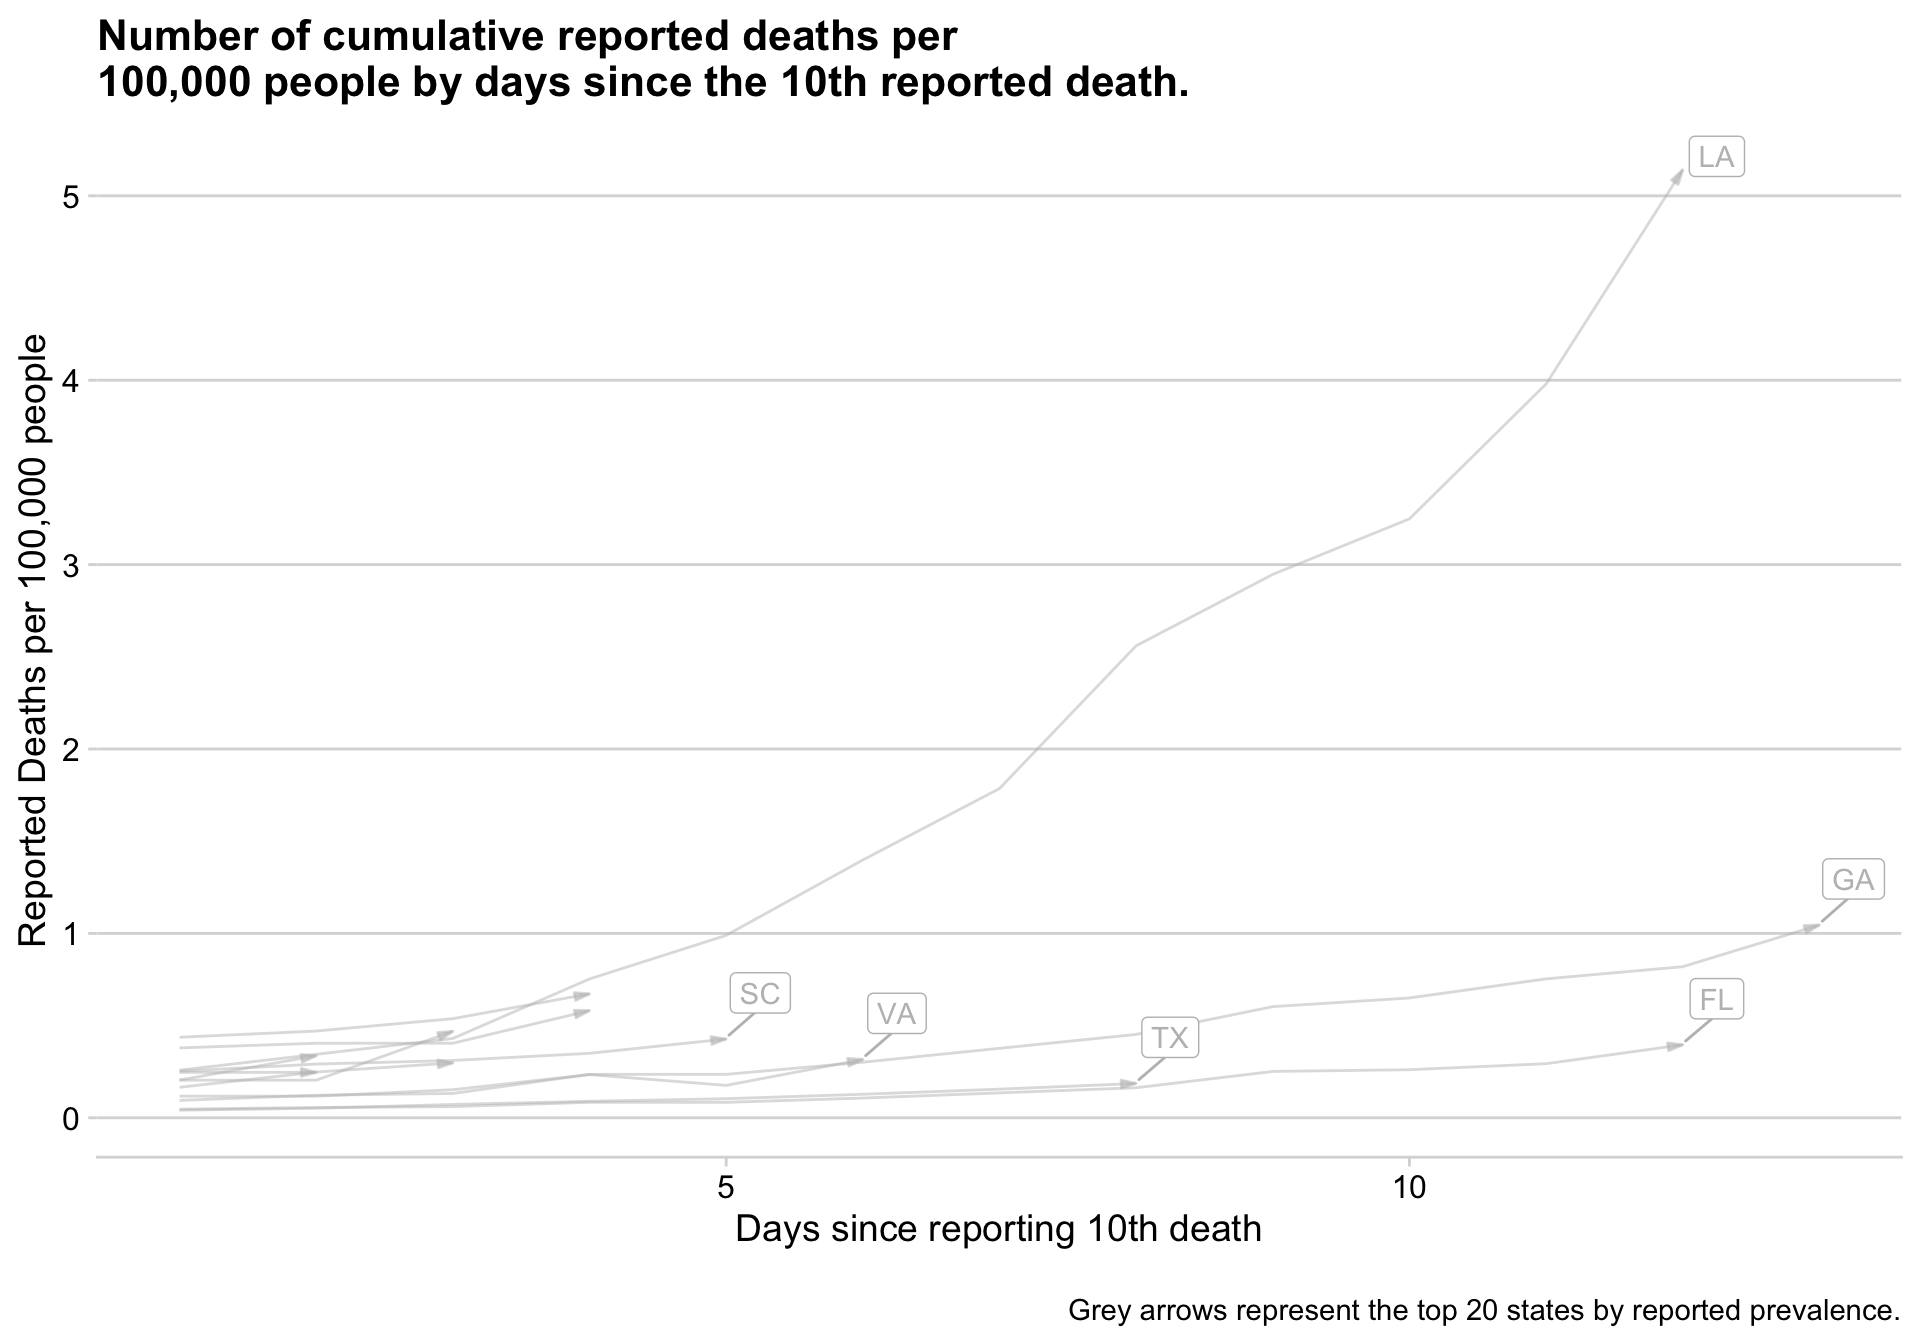 Number of cumulative reported deaths per
100,000 people by days since the 10th reported death.
Reported Deaths per 100,000 people
5
4
3
2
1
0
LA
GA
FL
SC
VA
TX
5
10
Days since reporting 10th death
Grey arrows represent the top 20 states by reported prevalence.